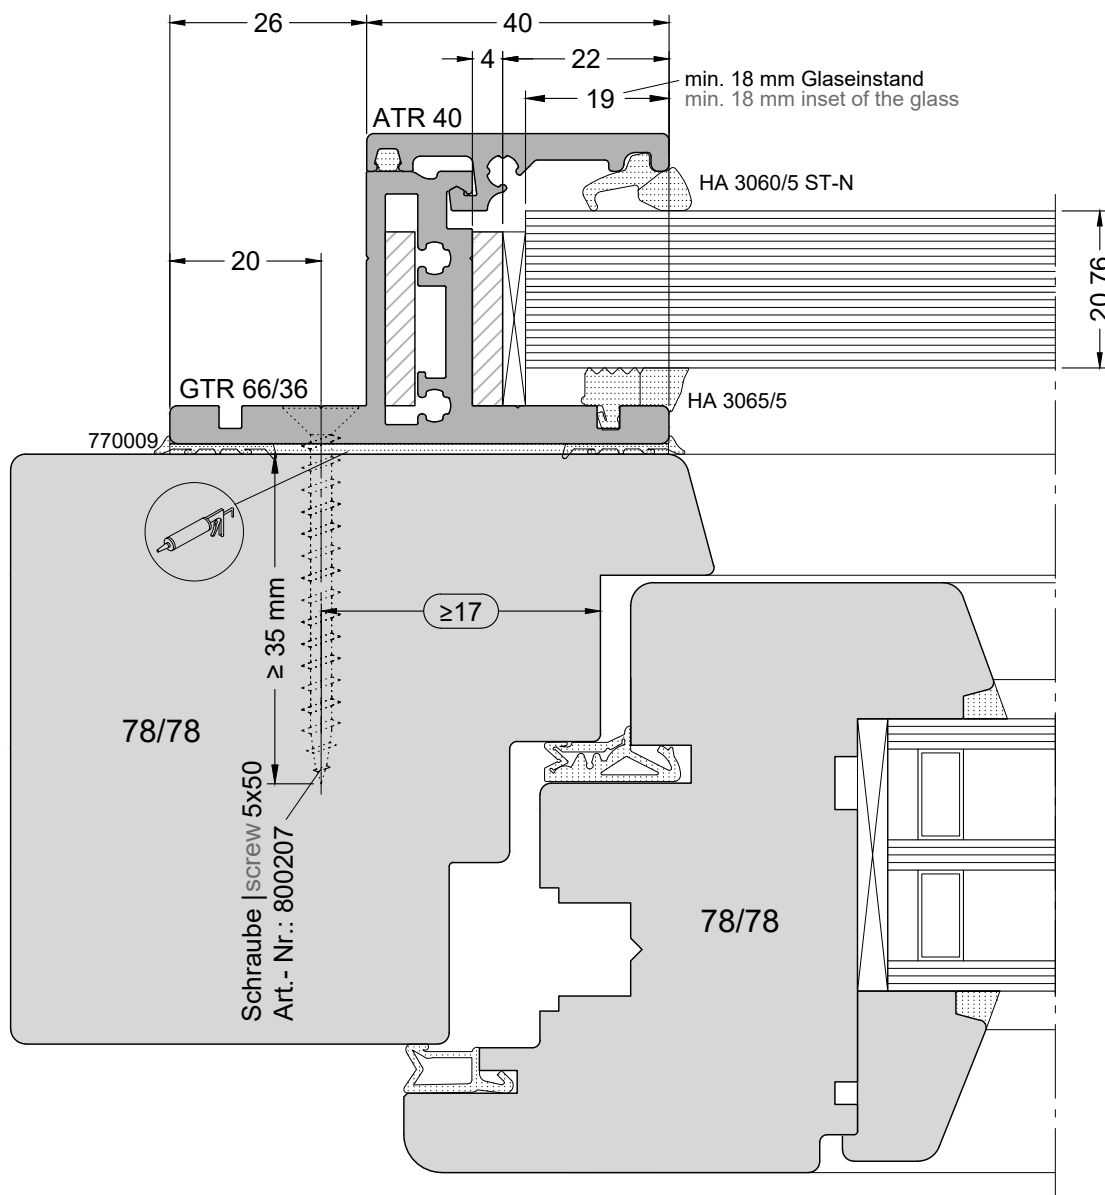 26
40
4
22
min. 18 mm Glaseinstand
min. 18 mm inset of the glass
19
ATR 40
HA 3060/5 ST-N
20
20,76
GTR 66/36
HA 3065/5
770009
≥ 35 mm
≥17
78/78
Schraube |screw 5x50
Art.- Nr.: 800207
78/78